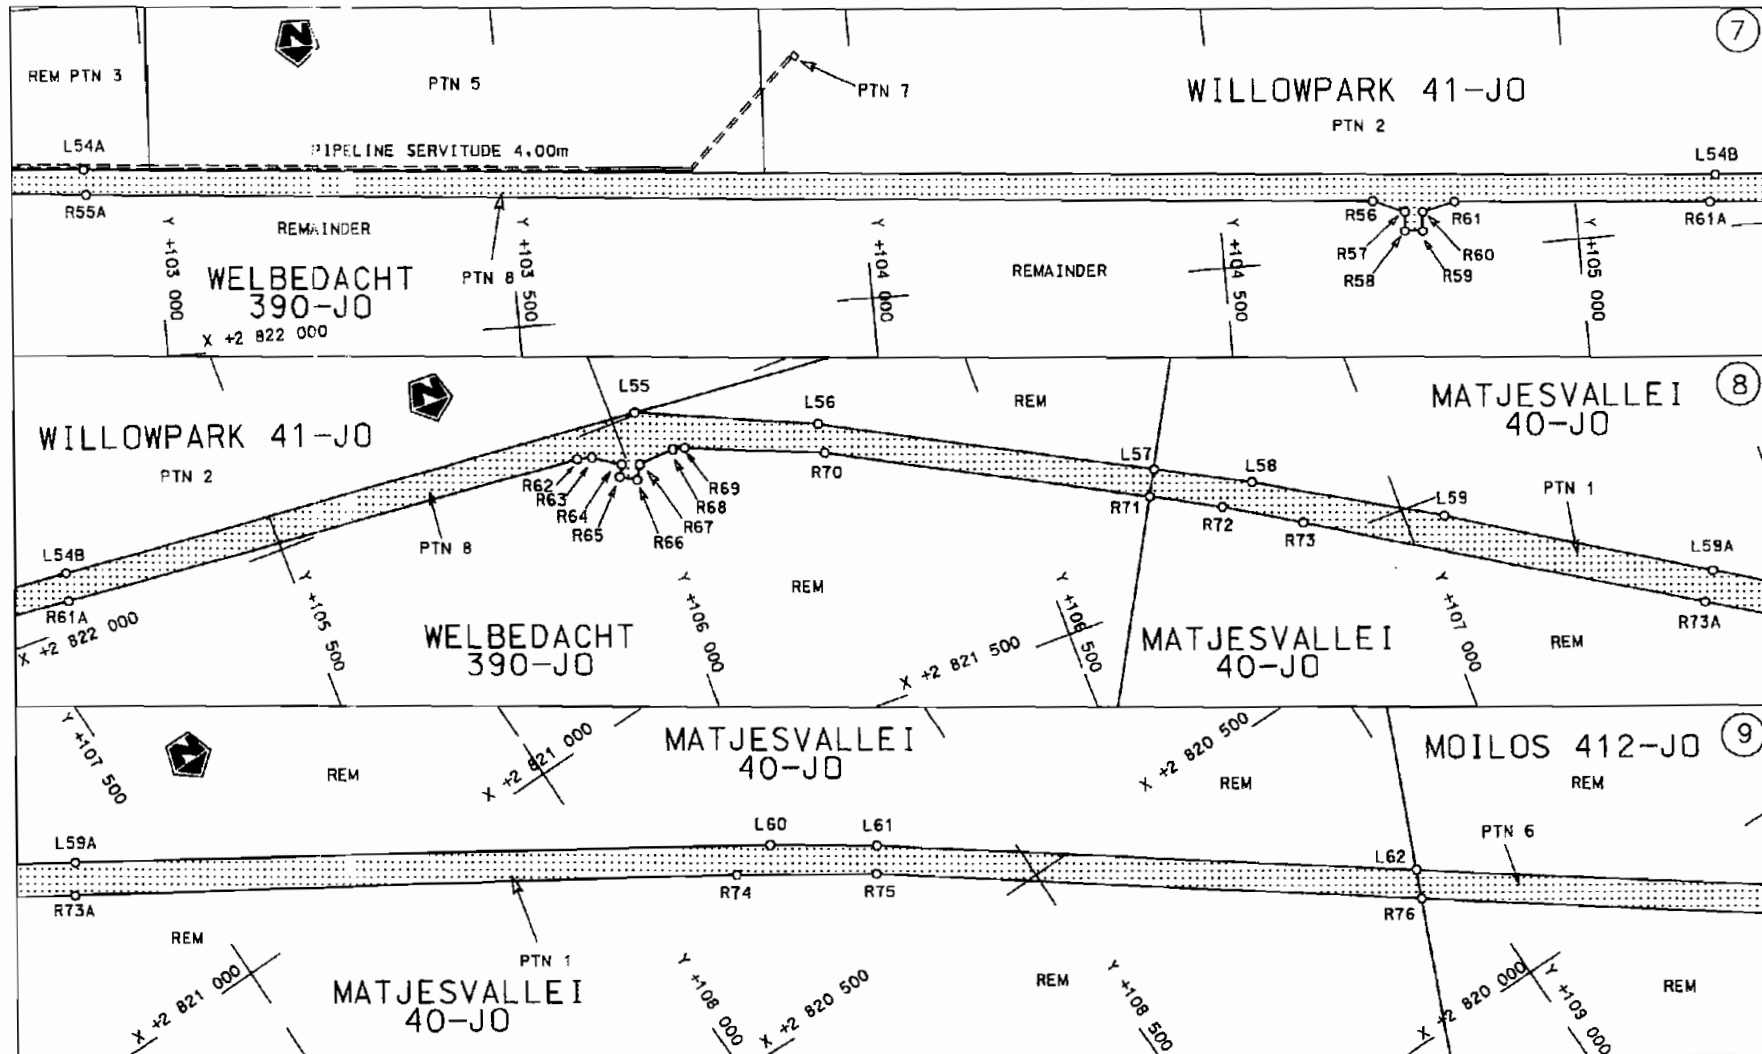 7
N
REM PTN 3
PTN 5
PTN 7
WILLOWPARK 41-JO
PTN 2
L54A
PIPELINE SERVITUDE 4.00m
L54B
R55A
REMAINDER
Y +103 000
WELBEDACHT
390-JO
X +2 822 000
PTN 8
Y +103 500
Y +104 000
REMAINDER
Y +104 500
R56
R57
R58
R59
R60
R61
Y +105 000
R61A
8
N
WILLOWPARK 41-JO
PTN 2
L55
L56
REM
MATJESVALLEI
40-JO
L57
L58
L59
PTN 1
L59A
L54B
R61A
X +2 822 000
PTN 8
Y +105 500
R62
R63
R64
R65
R66
R67
R68
R69
R70
R71
R72
R73
R73A
WELBEDACHT
390-JO
Y +106 000
REM
X +2 821 500
Y +106 500
MATJESVALLEI
40-JO
Y +107 000
REM
9
N
Y +107 500
REM
X +2 821 000
MATJESVALLEI
40-JO
X +2 820 500
REM
MOILOS 412-JO
REM
L59A
L60
L61
L62
PTN 6
R73A
R74
R75
R76
REM
X +2 821 000
PTN 1
MATJESVALLEI
40-JO
Y +108 000
X +2 820 500
REM
Y +108 500
X +2 820 000
Y +109 000
REM